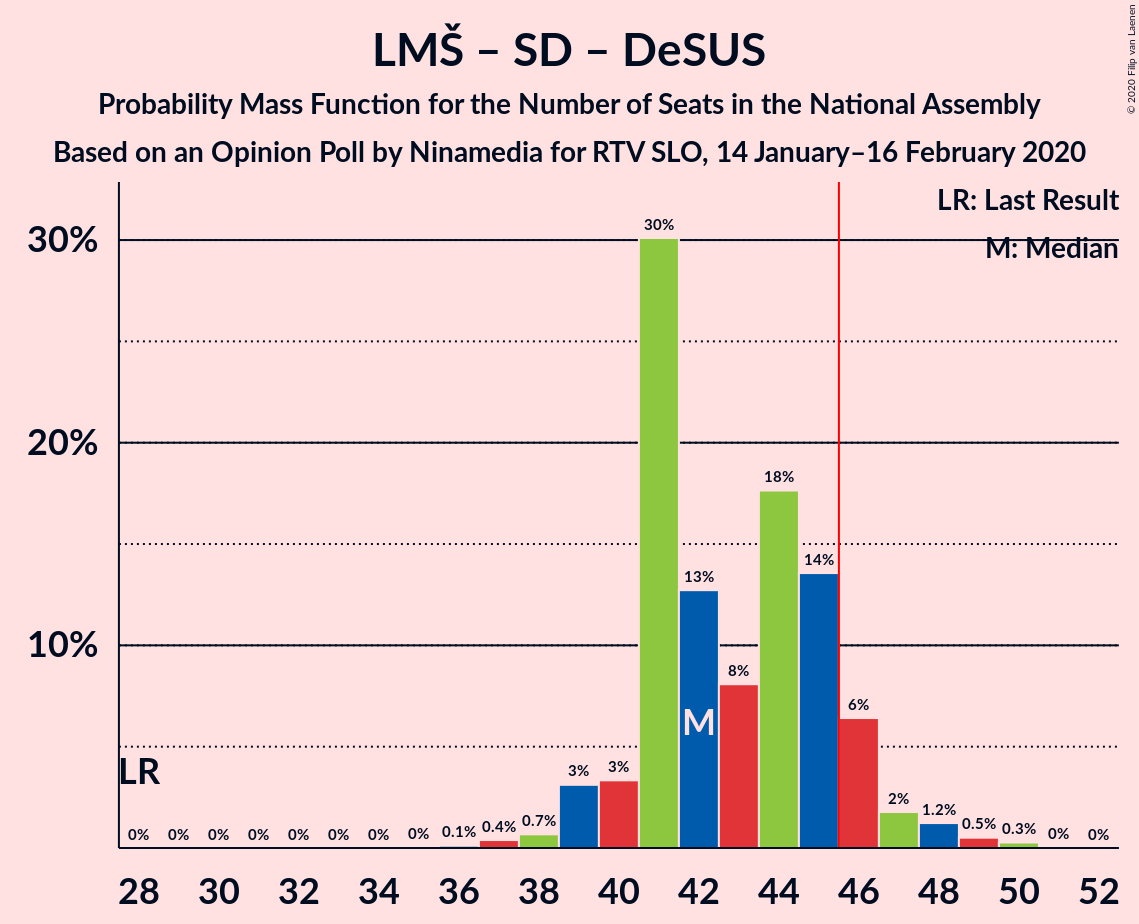 LMŠ – SD – DeSUS
Probability Mass Function for the Number of Seats in the National Assembly
Based on an Opinion Poll by Ninamedia for RTV SLO, 14 January–16 February 2020
© 2020 Filip van Laenen
LR: Last Result
M: Median
30%
20%
10%
LR
M
0% 0% 0% 0% 0% 0% 0% 0% 0.1% 0.4% 0.7% 3% 3% 30% 13% 8% 18% 14% 6% 2% 1.2% 0.5% 0.3% 0% 0%
28 30 32 34 36 38 40 42 44 46 48 50 52